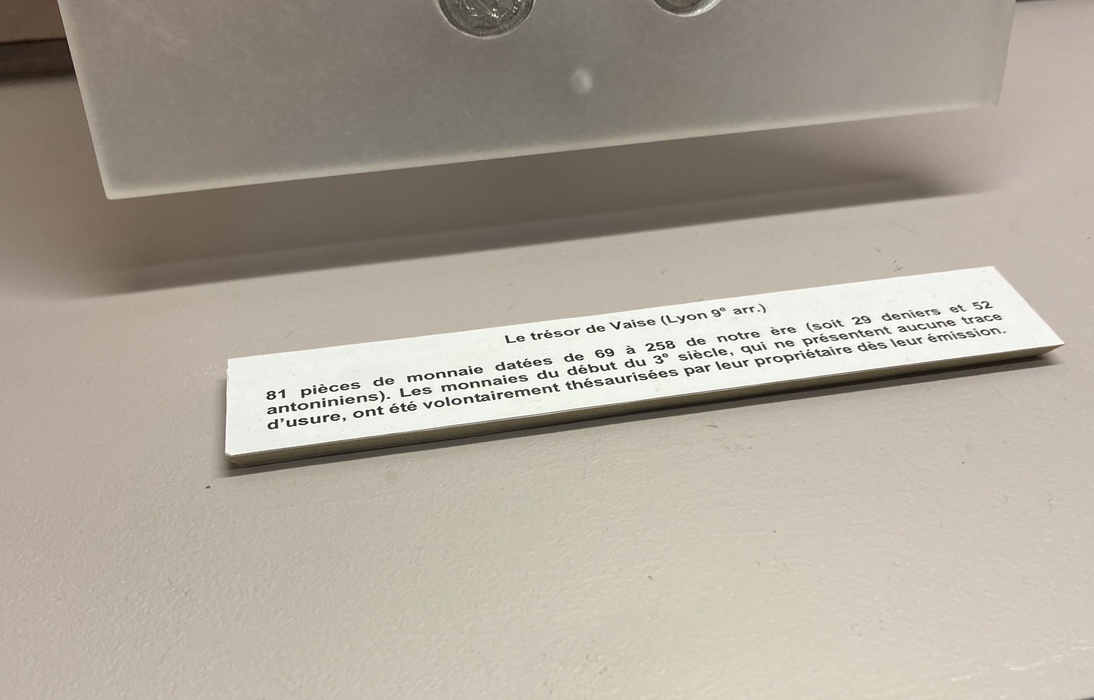 Le trésor de Vaise (Lyon 9e arr.)
81 pièces de monnaie datées de 69 à 258 de notre ère (soit 29 deniers et 52
antoniniens). Les monnaies du début du 3e siècle, qui ne présentent aucune trace
d'usure, ont été volontairement thésaurisées par leur propriétaire dès leur émission.